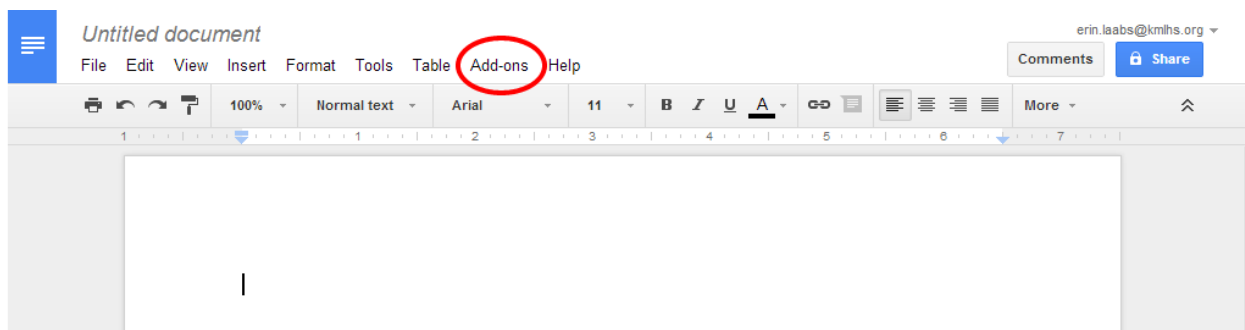 Untitled document
erin.laabs@kmlhs.org
File Edit View Insert Format Tools Table Add-ons Help
Comments Share
100% Normal text Arial 11 B I U A More
1 1 2 3 4 5 6 7